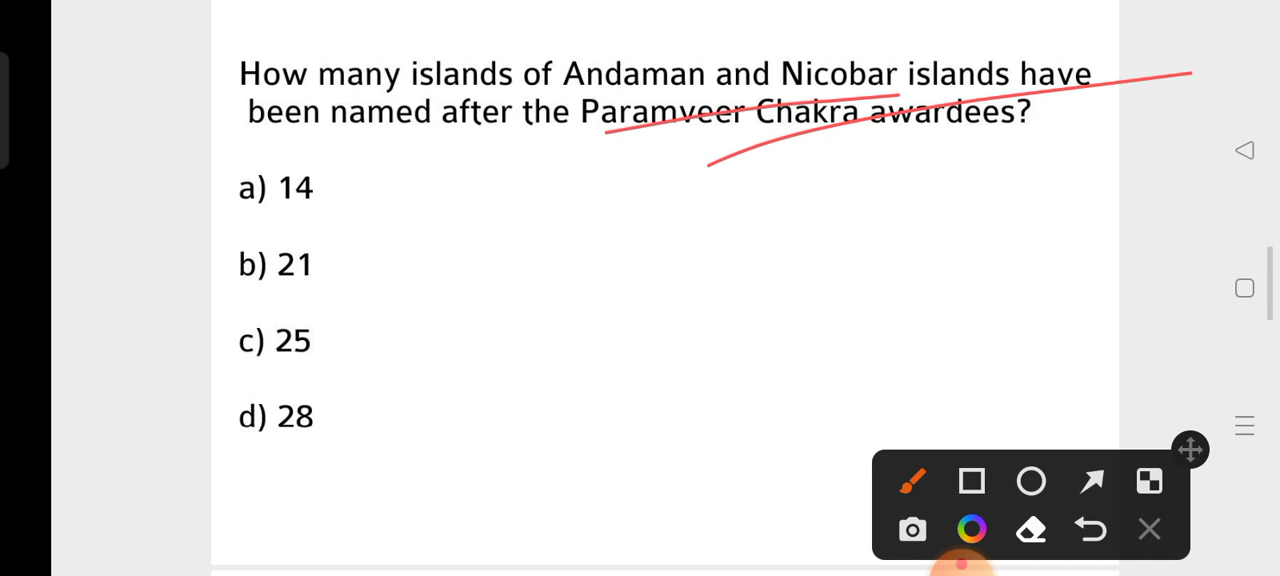 How many islands of Andaman and Nicobar islands have
been named after the Paramveer Chakra awardees?
a) 14
b) 21
c) 25
d) 28